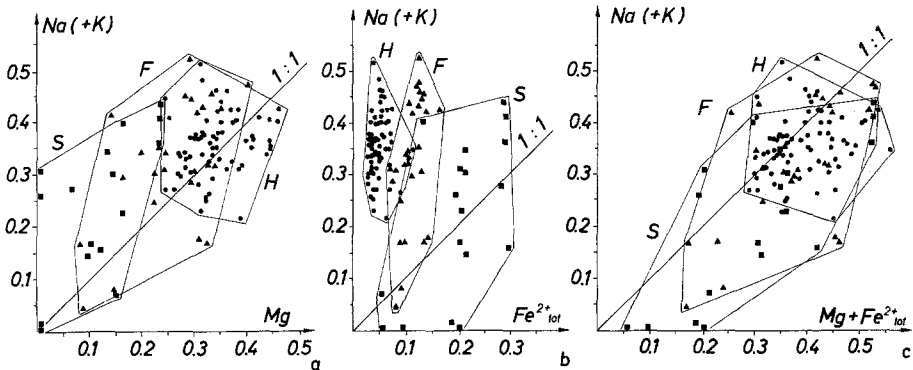 Na (+K) Na (+K) Na (+K)
F H F H 1:1
S S F
1:1 1:1 H S
0.5 0.5 0.5
0.4 0.4 0.4
0.3 0.3 0.3
0.2 0.2 0.2
0.1 0.1 0.1
Mg Fe²⁺tot Mg+Fe²⁺tot
0.1 0.2 0.3 0.4 0.5 0.1 0.2 0.3 0.1 0.2 0.3 0.4 0.5
a b c